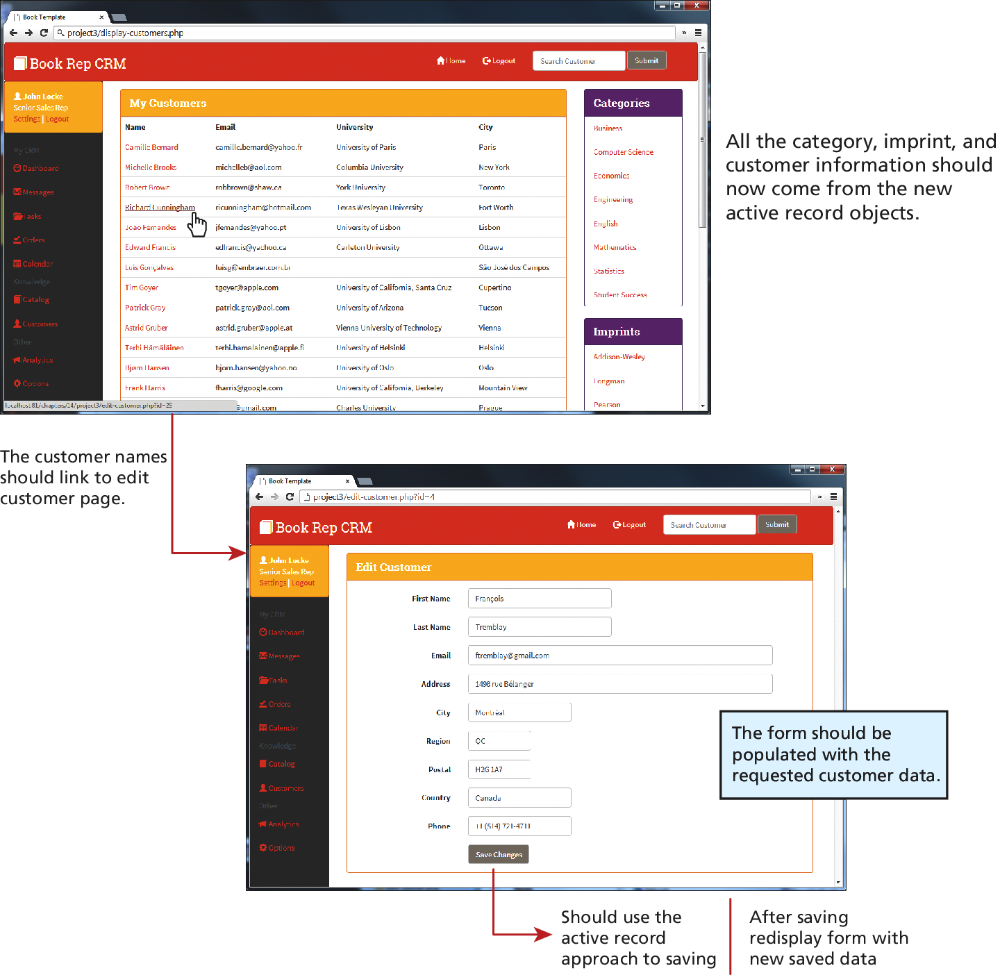 Book Template
project3/display-customers.php
Book Rep CRM
Home
Logout
Search Customer
Submit
John Locke
Senior Sales Rep
Settings | Logout
My CRM
Dashboard
Messages
Tasks
Orders
Calendar
Knowledge
Catalog
Customers
Other
Analytics
Options
My Customers
Name Email University City
Camille Bernard camille.bernard@yahoo.fr University of Paris Paris
Michelle Brooks michelleb@aol.com Columbia University New York
Robert Brown robbrown@shaw.ca York University Toronto
Richard Cunningham ricunningham@hotmail.com Texas Wesleyan University Fort Worth
João Fernandes jfernandes@yahoo.pt University of Lisbon Lisbon
Edward Francis edfrancis@yachoo.ca Carleton University Ottawa
Luis Gonçalves luisg@embraer.com.br São José dos Campos
Tim Goyer tgoyer@apple.com University of California, Santa Cruz Cupertino
Patrick Gray patrick.gray@aol.com University of Arizona Tucson
Astrid Gruber astrid.gruber@apple.at Vienna University of Technology Vienna
Terhi Hämäläinen terhi.hamalainen@apple.fi University of Helsinki Helsinki
Bjørn Hansen bjorn.hansen@yahoo.no University of Oslo Oslo
Frank Harris fharris@google.com University of California, Berkeley Mountain View
@gmail.com Charles University Prague
Categories
Business
Computer Science
Economics
Engineering
English
Mathematics
Statistics
Student Success
Imprints
Addison-Wesley
Longman
Pearson
localhost:81/chapters/14/project3/edit-customer.php?id=28
All the category, imprint, and
customer information should
now come from the new
active record objects.
The customer names
should link to edit
customer page.
Book Template
project3/edit-customer.php?id=4
Book Rep CRM
Home
Logout
Search Customer
Submit
John Locke
Senior Sales Rep
Settings | Logout
My CRM
Dashboard
Messages
Tasks
Orders
Calendar
Knowledge
Catalog
Customers
Other
Analytics
Options
Edit Customer
First Name François
Last Name Tremblay
Email ftremblay@gmail.com
Address 1498 rue Bélanger
City Montréal
Region QC
Postal H2G 1A7
Country Canada
Phone +1 (514) 721-4711
Save Changes
The form should be
populated with the
requested customer data.
Should use the
active record
approach to saving
After saving
redisplay form with
new saved data